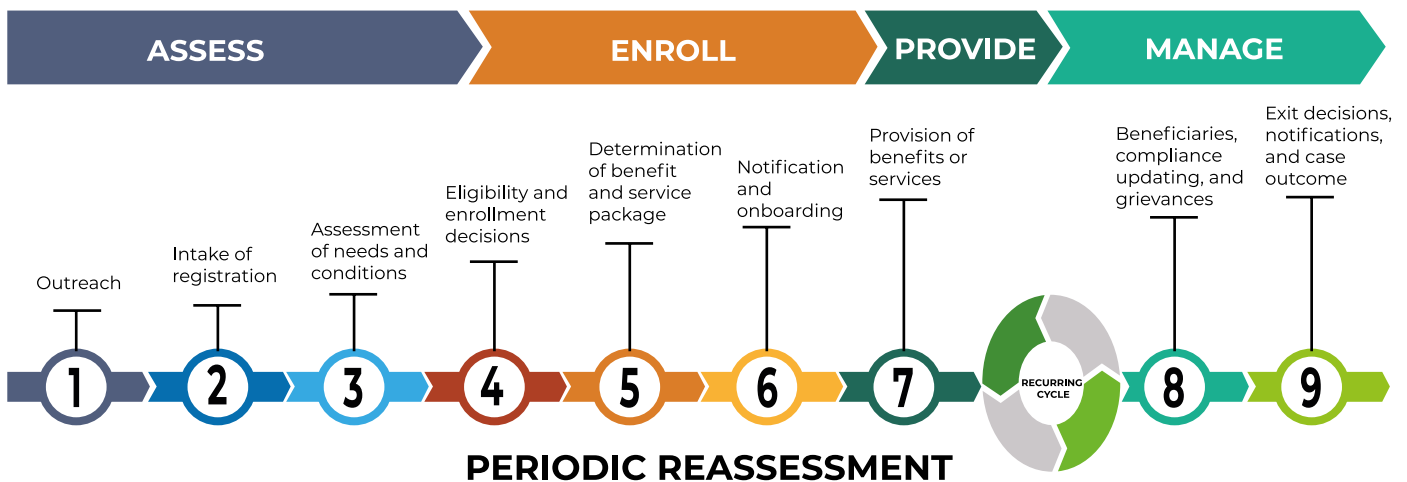 ASSESS
ENROLL
PROVIDE
MANAGE
Outreach
Intake of
registration
Assessment
of needs and
conditions
Eligibility and
enrollment
decisions
Determination
of benefit
and service
package
Notification
and
onboarding
Provision of
benefits or
services
Beneficiaries,
compliance
updating, and
grievances
Exit decisions,
notifications,
and case
outcome
1
2
3
4
5
6
7
RECURRING
CYCLE
8
9
PERIODIC REASSESSMENT